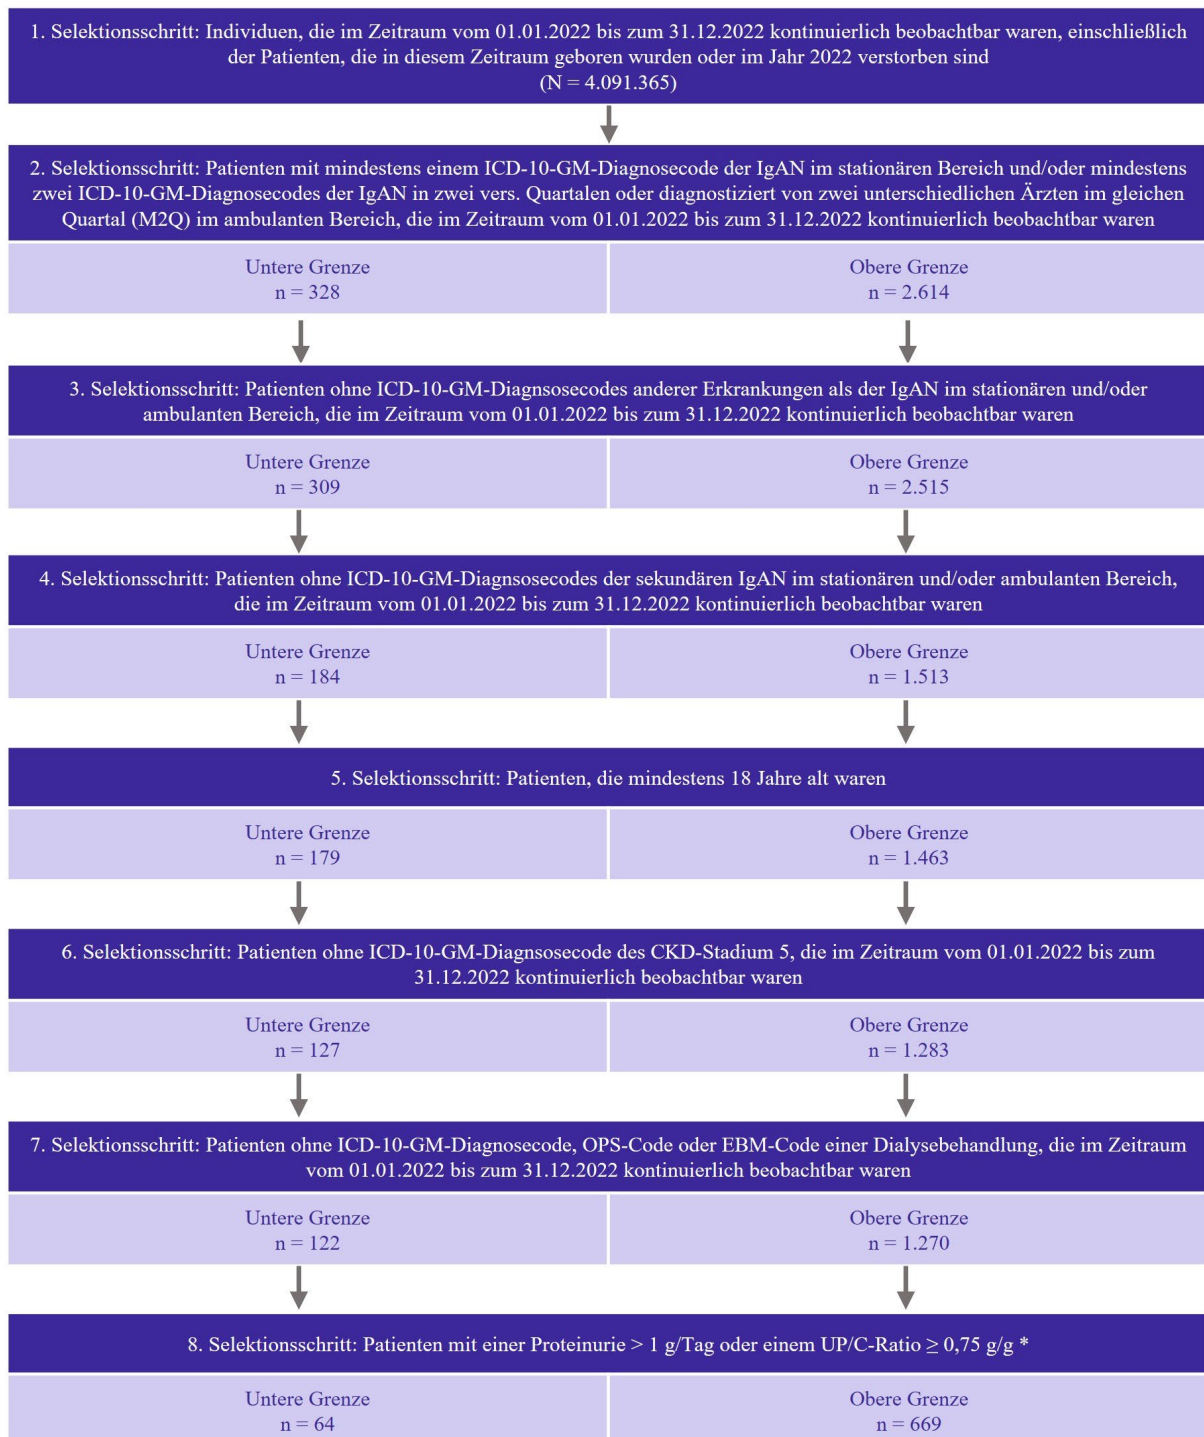 1. Selektionsschritt: Individuen, die im Zeitraum vom 01.01.2022 bis zum 31.12.2022 kontinuierlich beobachtbar waren, einschließlich
der Patienten, die in diesem Zeitraum geboren wurden oder im Jahr 2022 verstorben sind
(N = 4.091.365)
2. Selektionsschritt: Patienten mit mindestens einem ICD-10-GM-Diagnosecode der IgAN im stationären Bereich und/oder mindestens
zwei ICD-10-GM-Diagnosecodes der IgAN in zwei vers. Quartalen oder diagnostiziert von zwei unterschiedlichen Ärzten im gleichen
Quartal (M2Q) im ambulanten Bereich, die im Zeitraum vom 01.01.2022 bis zum 31.12.2022 kontinuierlich beobachtbar waren
Untere Grenze
n = 328
Obere Grenze
n = 2.614
3. Selektionsschritt: Patienten ohne ICD-10-GM-Diagnsosecodes anderer Erkrankungen als der IgAN im stationären und/oder
ambulanten Bereich, die im Zeitraum vom 01.01.2022 bis zum 31.12.2022 kontinuierlich beobachtbar waren
Untere Grenze
n = 309
Obere Grenze
n = 2.515
4. Selektionsschritt: Patienten ohne ICD-10-GM-Diagnsosecodes der sekundären IgAN im stationären und/oder ambulanten Bereich,
die im Zeitraum vom 01.01.2022 bis zum 31.12.2022 kontinuierlich beobachtbar waren
Untere Grenze
n = 184
Obere Grenze
n = 1.513
5. Selektionsschritt: Patienten, die mindestens 18 Jahre alt waren
Untere Grenze
n = 179
Obere Grenze
n = 1.463
6. Selektionsschritt: Patienten ohne ICD-10-GM-Diagnsosecode des CKD-Stadium 5, die im Zeitraum vom 01.01.2022 bis zum
31.12.2022 kontinuierlich beobachtbar waren
Untere Grenze
n = 127
Obere Grenze
n = 1.283
7. Selektionsschritt: Patienten ohne ICD-10-GM-Diagnosecode, OPS-Code oder EBM-Code einer Dialysebehandlung, die im Zeitraum
vom 01.01.2022 bis zum 31.12.2022 kontinuierlich beobachtbar waren
Untere Grenze
n = 122
Obere Grenze
n = 1.270
8. Selektionsschritt: Patienten mit einer Proteinurie > 1 g/Tag oder einem UP/C-Ratio ≥ 0,75 g/g *
Untere Grenze
n = 64
Obere Grenze
n = 669